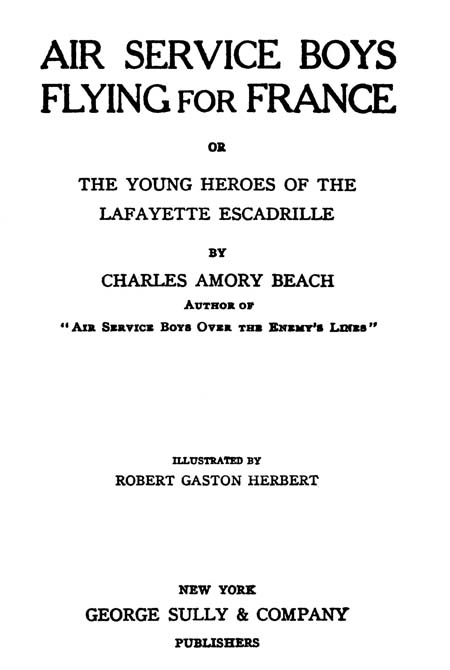 AIR SERVICE BOYS
FLYING FOR FRANCE
OR
THE YOUNG HEROES OF THE
LAFAYETTE ESCADRILLE
BY
CHARLES AMORY BEACH
AUTHOR OF
"AIR SERVICE BOYS OVER THE ENEMY'S LINES"
ILLUSTRATED BY
ROBERT GASTON HERBERT
NEW YORK
GEORGE SULLY & COMPANY
PUBLISHERS